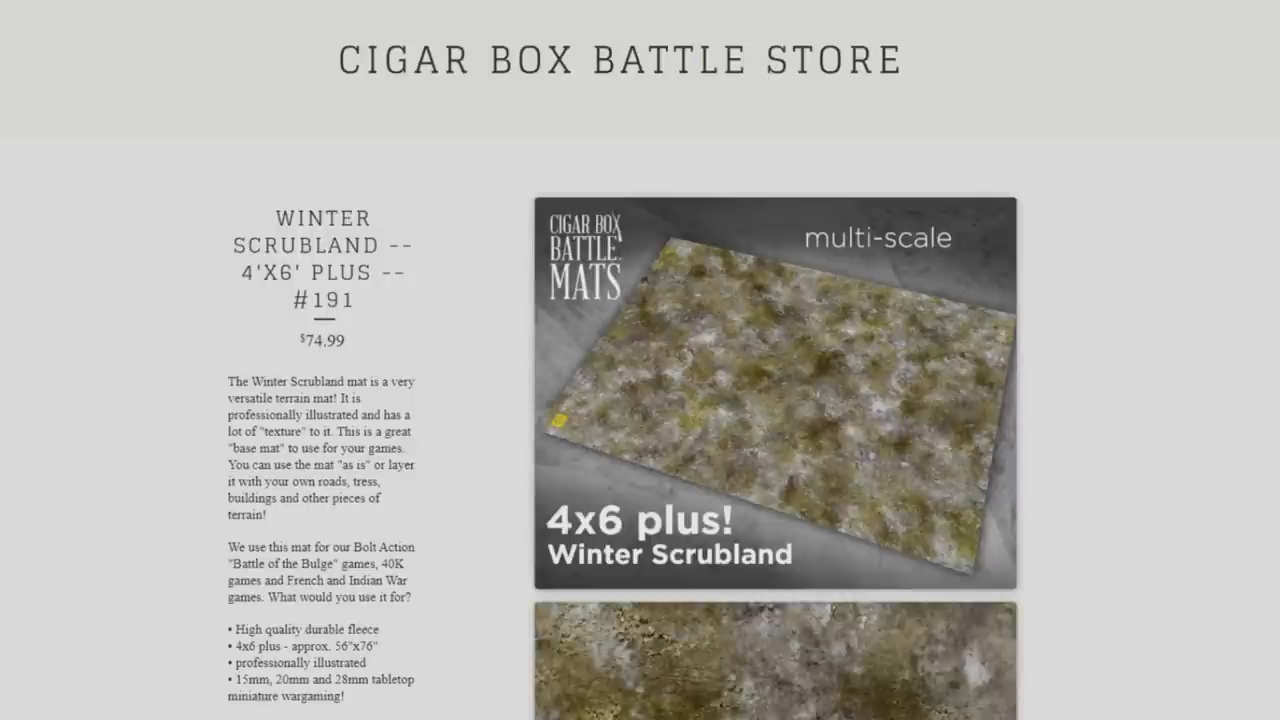 CIGAR BOX BATTLE STORE
WINTER
SCRUBLAND --
4'X6' PLUS --
#191
$74.99
The Winter Scrubland mat is a very
versatile terrain mat! It is
professionally illustrated and has a
lot of "texture" to it. This is a great
"base mat" to use for your games.
You can use the mat "as is" or layer
it with your own roads, tress,
buildings and other pieces of
terrain!
We use this mat for our Bolt Action
"Battle of the Bulge" games, 40K
games and French and Indian War
games. What would you use it for?
• High quality durable fleece
• 4x6 plus - approx. 56"x76"
• professionally illustrated
• 15mm, 20mm and 28mm tabletop
miniature wargaming!
CIGAR BOX
BATTLE
MATS
multi-scale
4x6 plus!
Winter Scrubland